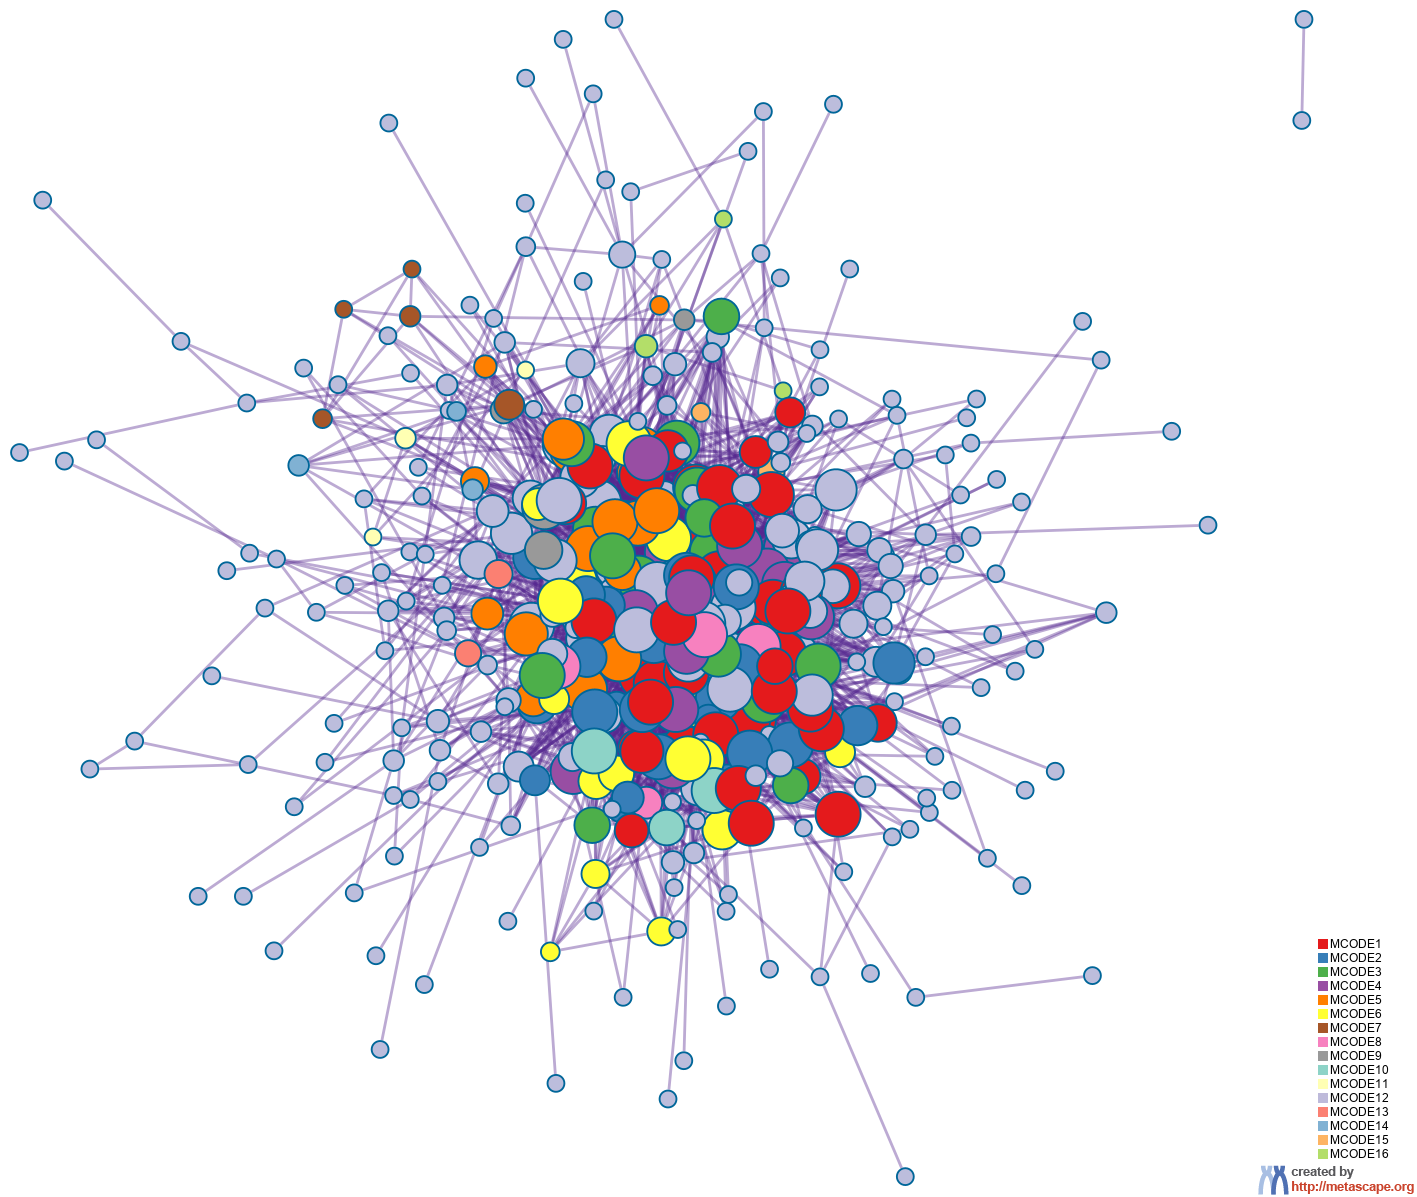 MCODE1
MCODE2
MCODE3
MCODE4
MCODE5
MCODE6
MCODE7
MCODE8
MCODE9
MCODE10
MCODE11
MCODE12
MCODE13
MCODE14
MCODE15
MCODE16
created by
http://metascape.org